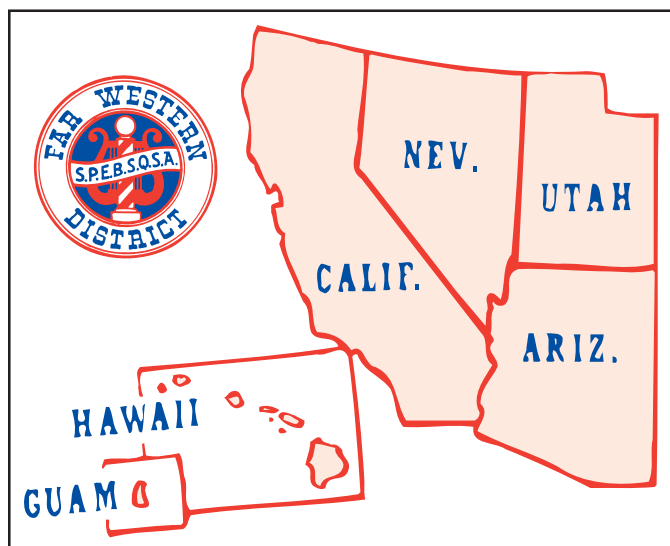 FAR WESTERN
S.P.E.B.S.Q.S.A.
DISTRICT
NEV.
UTAH
CALIF.
ARIZ.
HAWAII
GUAM